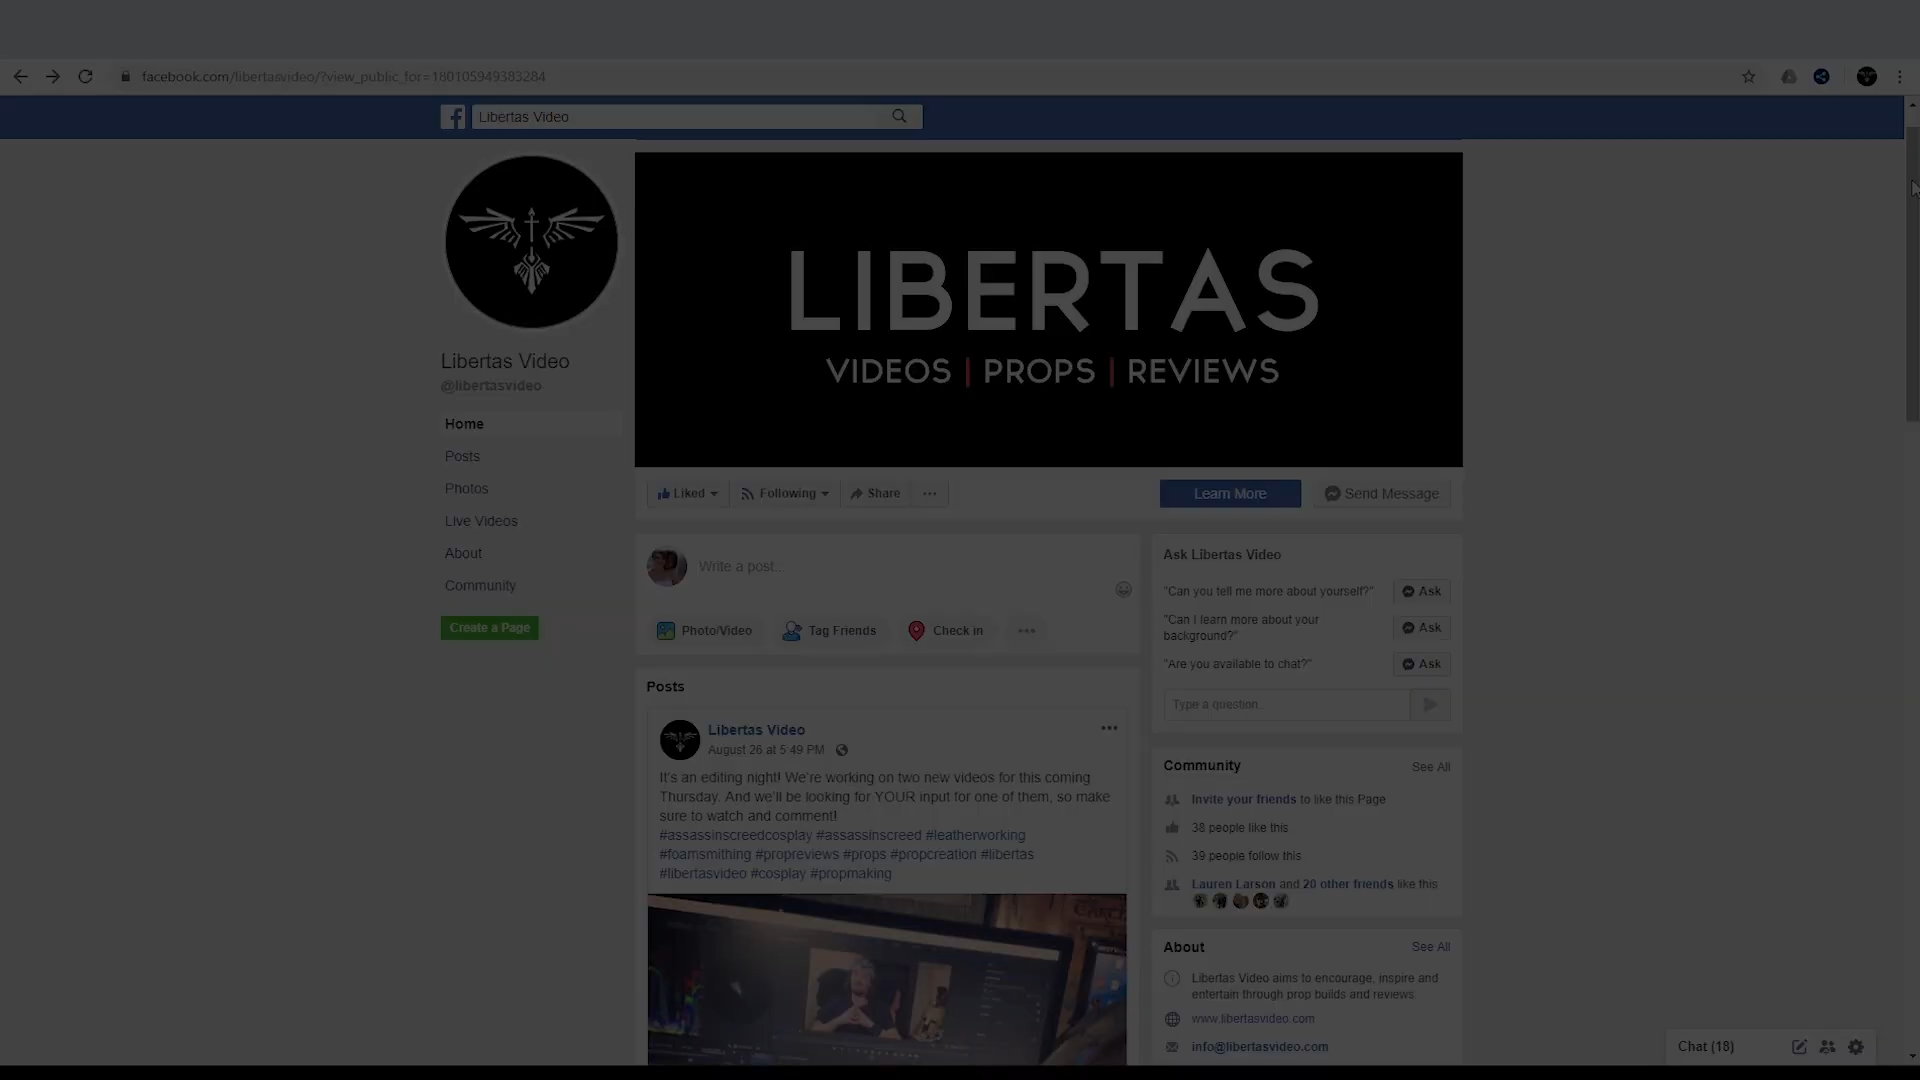 facebook.com/libertasvideo/?view_public_for=180105949383284
Libertas Video
LIBERTAS
VIDEOS | PROPS | REVIEWS
Libertas Video
@libertasvideo
Home
Posts
Photos
Live Videos
About
Community
Create a Page
Liked
Following
Share
Learn More
Send Message
Write a post...
Photo/Video
Tag Friends
Check in
Posts
Libertas Video
August 26 at 5:49 PM
It's an editing night! We're working on two new videos for this coming
Thursday. And we'll be looking for YOUR input for one of them, so make
sure to watch and comment!
#assassinscreedcosplay #assassinscreed #leatherworking
#foamsmithing #propreviews #props #propcreation #libertas
#libertasvideo #cosplay #propmaking
Ask Libertas Video
"Can you tell me more about yourself?"
Ask
"Can I learn more about your
background?"
Ask
"Are you available to chat?"
Ask
Type a question...
Community
See All
Invite your friends to like this Page
38 people like this
39 people follow this
Lauren Larson and 20 other friends like this
About
See All
Libertas Video aims to encourage, inspire and
entertain through prop builds and reviews.
www.libertasvideo.com
info@libertasvideo.com
Chat (18)